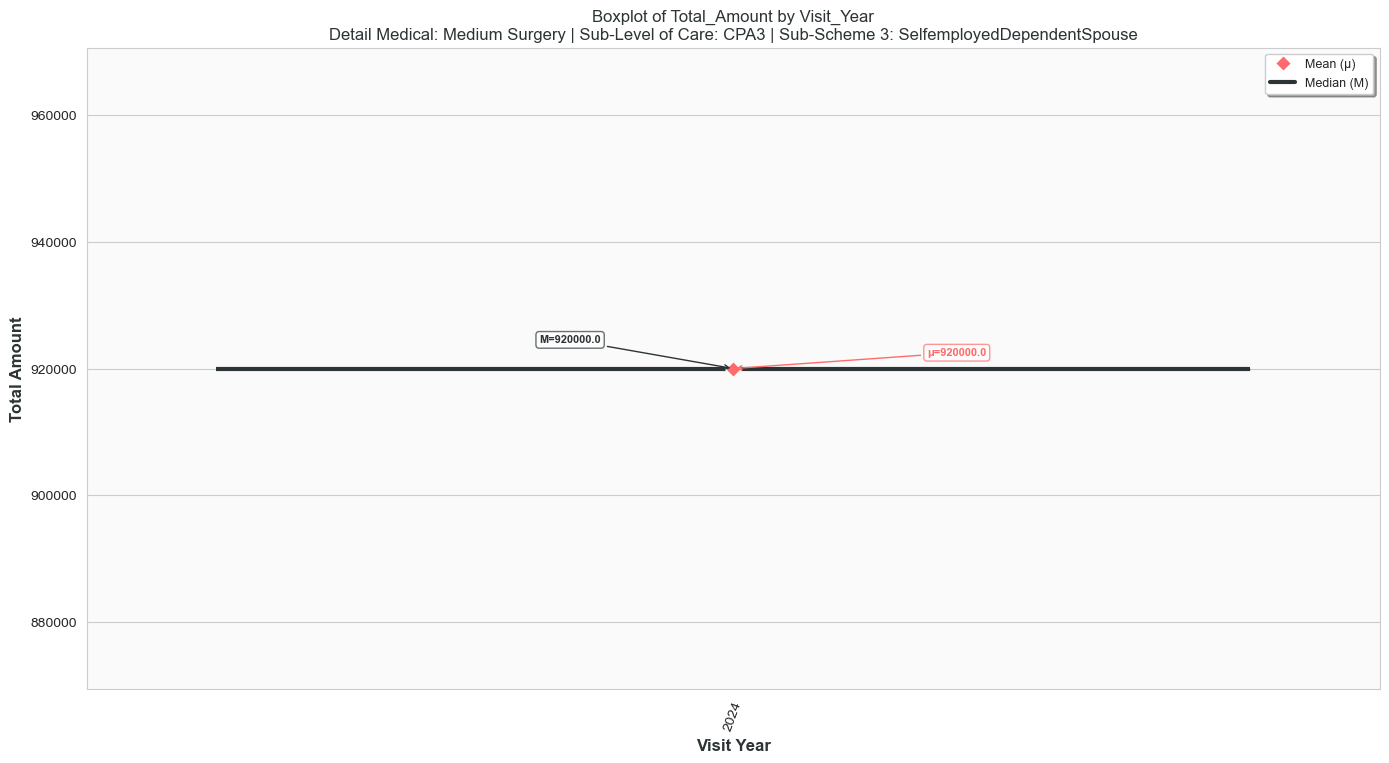 Boxplot of Total_Amount by Visit_Year
Detail Medical: Medium Surgery | Sub-Level of Care: CPA3 | Sub-Scheme 3: SelfemployedDependentSpouse
Mean (μ)
Median (M)
960000
940000
920000
900000
880000
Total Amount
M=920000.0
μ=920000.0
2024
Visit Year